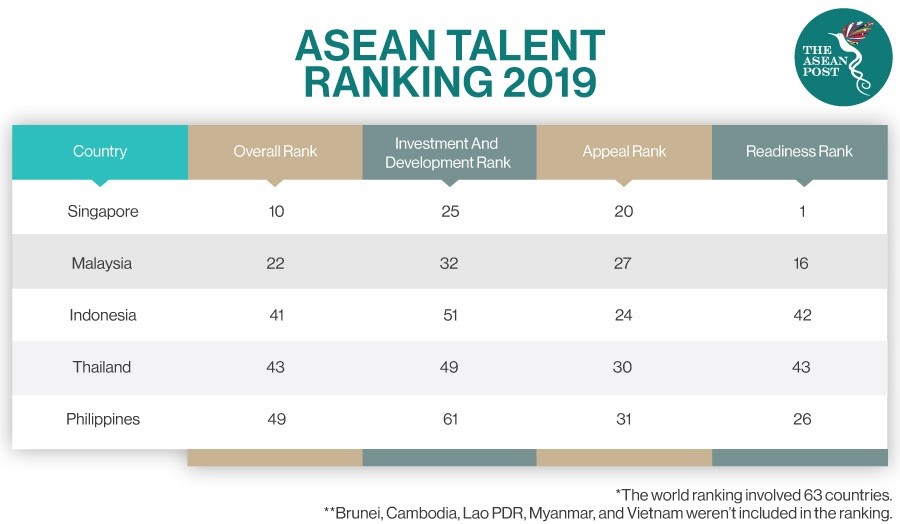 ASEAN TALENT
RANKING 2019
THE
ASEAN
POST
Country
Overall Rank
Investment And
Development Rank
Appeal Rank
Readiness Rank
Singapore 10 25 20 1
Malaysia 22 32 27 16
Indonesia 41 51 24 42
Thailand 43 49 30 43
Philippines 49 61 31 26
*The world ranking involved 63 countries.
**Brunei, Cambodia, Lao PDR, Myanmar, and Vietnam weren't included in the ranking.